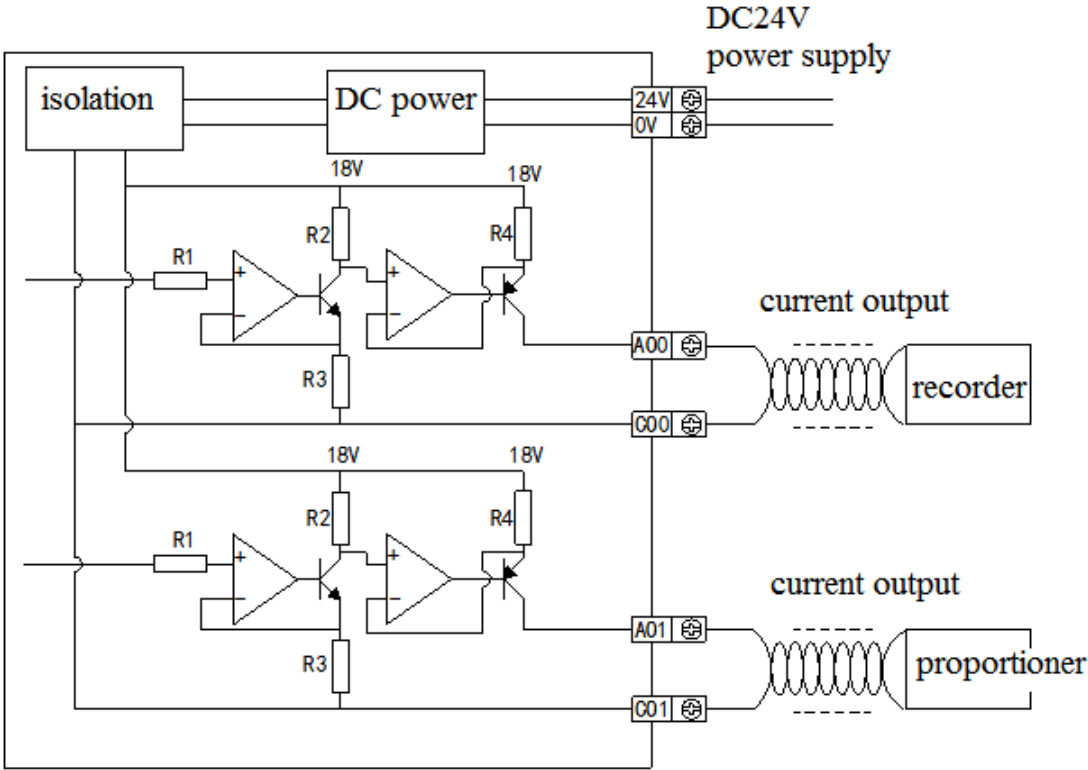 DC24V
power supply
isolation
DC power
24V
0V
18V
18V
R2
R4
R1
+
+
−
−
current output
A00
R3
recorder
C00
18V
18V
R2
R4
R1
+
+
−
−
current output
A01
R3
proportioner
C01